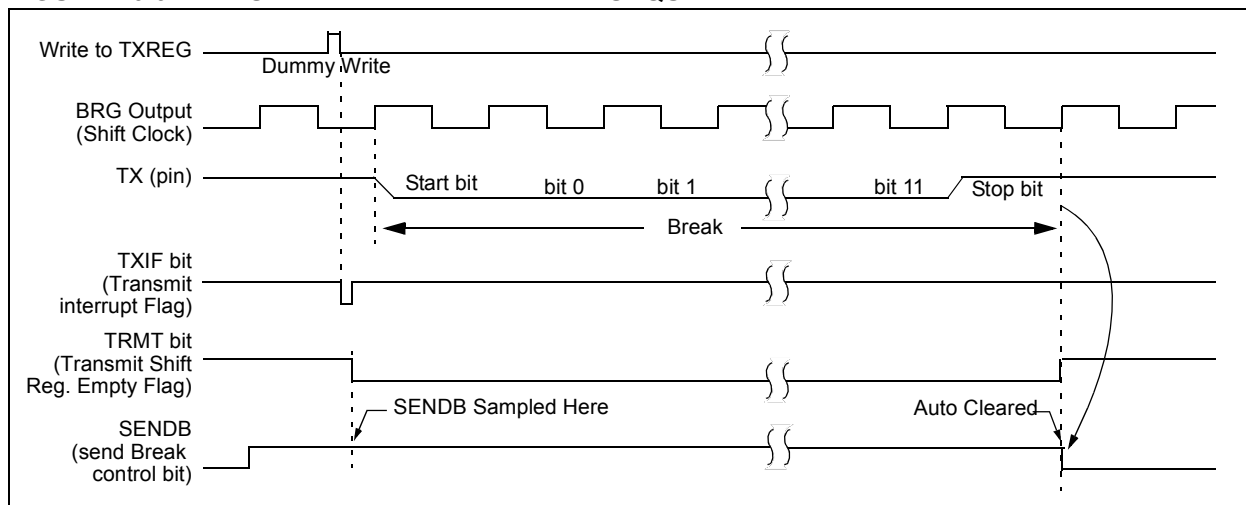 Write to TXREG
Dummy Write
BRG Output
(Shift Clock)
TX (pin)
Start bit
bit 0
bit 1
bit 11
Stop bit
Break
TXIF bit
(Transmit
interrupt Flag)
TRMT bit
(Transmit Shift
Reg. Empty Flag)
SENDB Sampled Here
Auto Cleared
SENDB
(send Break
control bit)